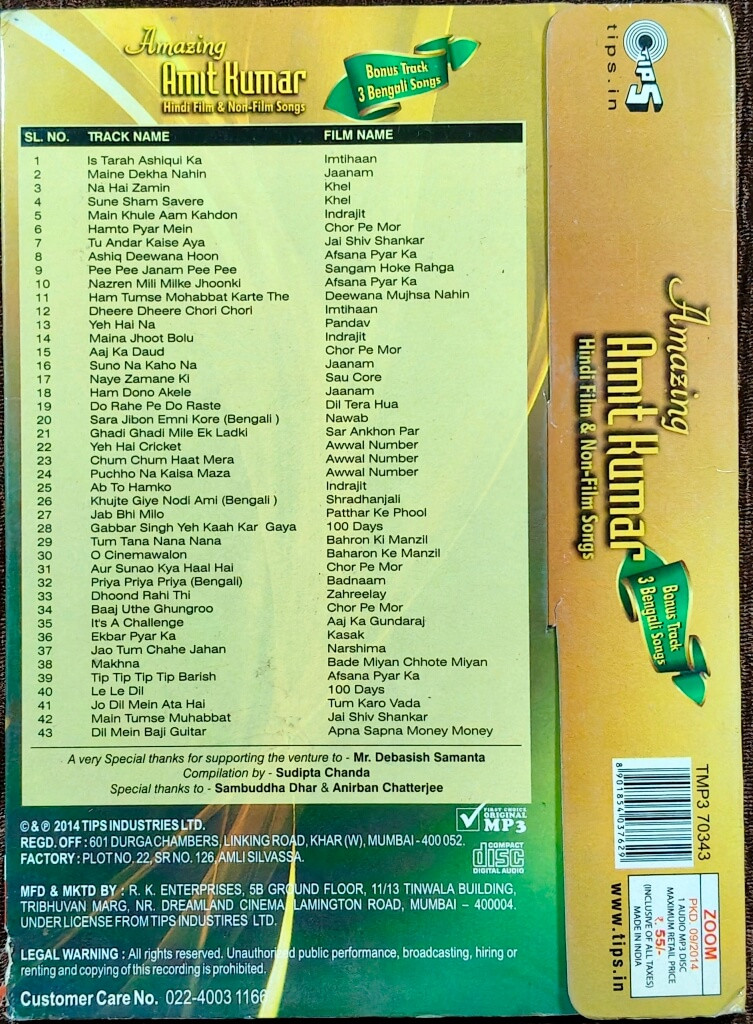 Amazing
Amit Kumar
Hindi Film & Non-Film Songs
Bonus Track
3 Bengali Songs
SL. NO. TRACK NAME FILM NAME
1 Is Tarah Ashiqui Ka Imtihaan
2 Maine Dekha Nahin Jaanam
3 Na Hai Zamin Khel
4 Sune Sham Savere Khel
5 Main Khule Aam Kahdon Indrajit
6 Hamto Pyar Mein Chor Pe Mor
7 Tu Andar Kaise Aya Jai Shiv Shankar
8 Ashiq Deewana Hoon Afsana Pyar Ka
9 Pee Pee Janam Pee Pee Sangam Hoke Rahga
10 Nazren Mili Milke Jhoonki Afsana Pyar Ka
11 Ham Tumse Mohabbat Karte The Deewana Mujhsa Nahin
12 Dheere Dheere Chori Chori Imtihaan
13 Yeh Hai Na Pandav
14 Maina Jhoot Bolu Indrajit
15 Aaj Ka Daud Chor Pe Mor
16 Suno Na Kaho Na Jaanam
17 Naye Zamane Ki Sau Core
18 Ham Dono Akele Jaanam
19 Do Rahe Pe Do Raste Dil Tera Hua
20 Sara Jibon Emni Kore (Bengali ) Nawab
21 Ghadi Ghadi Mile Ek Ladki Sar Ankhon Par
22 Yeh Hai Cricket Awwal Number
23 Chum Chum Haat Mera Awwal Number
24 Puchho Na Kaisa Maza Awwal Number
25 Ab To Hamko Indrajit
26 Khujte Giye Nodi Ami (Bengali ) Shradhanjali
27 Jab Bhi Milo Patthar Ke Phool
28 Gabbar Singh Yeh Kaah Kar Gaya 100 Days
29 Tum Tana Nana Nana Bahron Ki Manzil
30 O Cinemawalon Baharon Ke Manzil
31 Aur Sunao Kya Haal Hai Chor Pe Mor
32 Priya Priya Priya (Bengali) Badnaam
33 Dhoond Rahi Thi Zahreelay
34 Baaj Uthe Ghungroo Chor Pe Mor
35 It's A Challenge Aaj Ka Gundaraj
36 Ekbar Pyar Ka Kasak
37 Jao Tum Chahe Jahan Narshima
38 Makhna Bade Miyan Chhote Miyan
39 Tip Tip Tip Tip Barish Afsana Pyar Ka
40 Le Le Dil 100 Days
41 Jo Dil Mein Ata Hai Tum Karo Vada
42 Main Tumse Muhabbat Jai Shiv Shankar
43 Dil Mein Baji Guitar Apna Sapna Money Money
A very Special thanks for supporting the venture to - Mr. Debasish Samanta
Compilation by - Sudipta Chanda
Special thanks to - Sambuddha Dhar & Anirban Chatterjee
© & ℗ 2014 TIPS INDUSTRIES LTD.
REGD. OFF : 601 DURGA CHAMBERS, LINKING ROAD, KHAR (W), MUMBAI - 400 052.
FACTORY : PLOT NO. 22, SR NO. 126, AMLI SILVASSA.
FIRST CHOICE
ORIGINAL
MP3
COMPACT
disc
DIGITAL AUDIO
MFD & MKTD BY : R. K. ENTERPRISES, 5B GROUND FLOOR, 11/13 TINWALA BUILDING,
TRIBHUVAN MARG, NR. DREAMLAND CINEMA, LAMINGTON ROAD, MUMBAI – 400004.
UNDER LICENSE FROM TIPS INDUSTIRES LTD.
LEGAL WARNING : All rights reserved. Unauthorized public performance, broadcasting, hiring or
renting and copying of this recording is prohibited.
Customer Care No. 022-4003 1166
TIPS
tips.in
Amazing
Amit Kumar
Hindi Film & Non-Film Songs
Bonus Track
3 Bengali Songs
TMP3 70343
8 901854 037629
ZOOM
PKD. 09/2014
1 AUDIO MP3 DISC
MAXIMUM RETAIL PRICE
₹. 55/-
(INCLUSIVE OF ALL TAXES)
MADE IN INDIA
www.tips.in